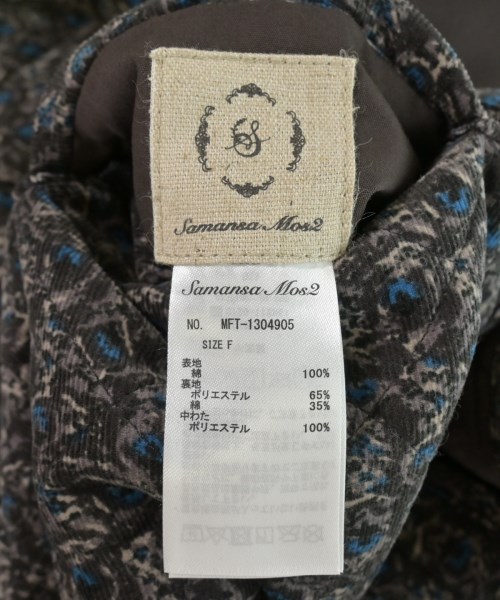 S
Samansa Mos2
Samansa Mos2
NO. MFT-1304905
SIZE F
表地
綿 100%
裏地
ポリエステル 65%
綿 35%
中わた
ポリエステル 100%